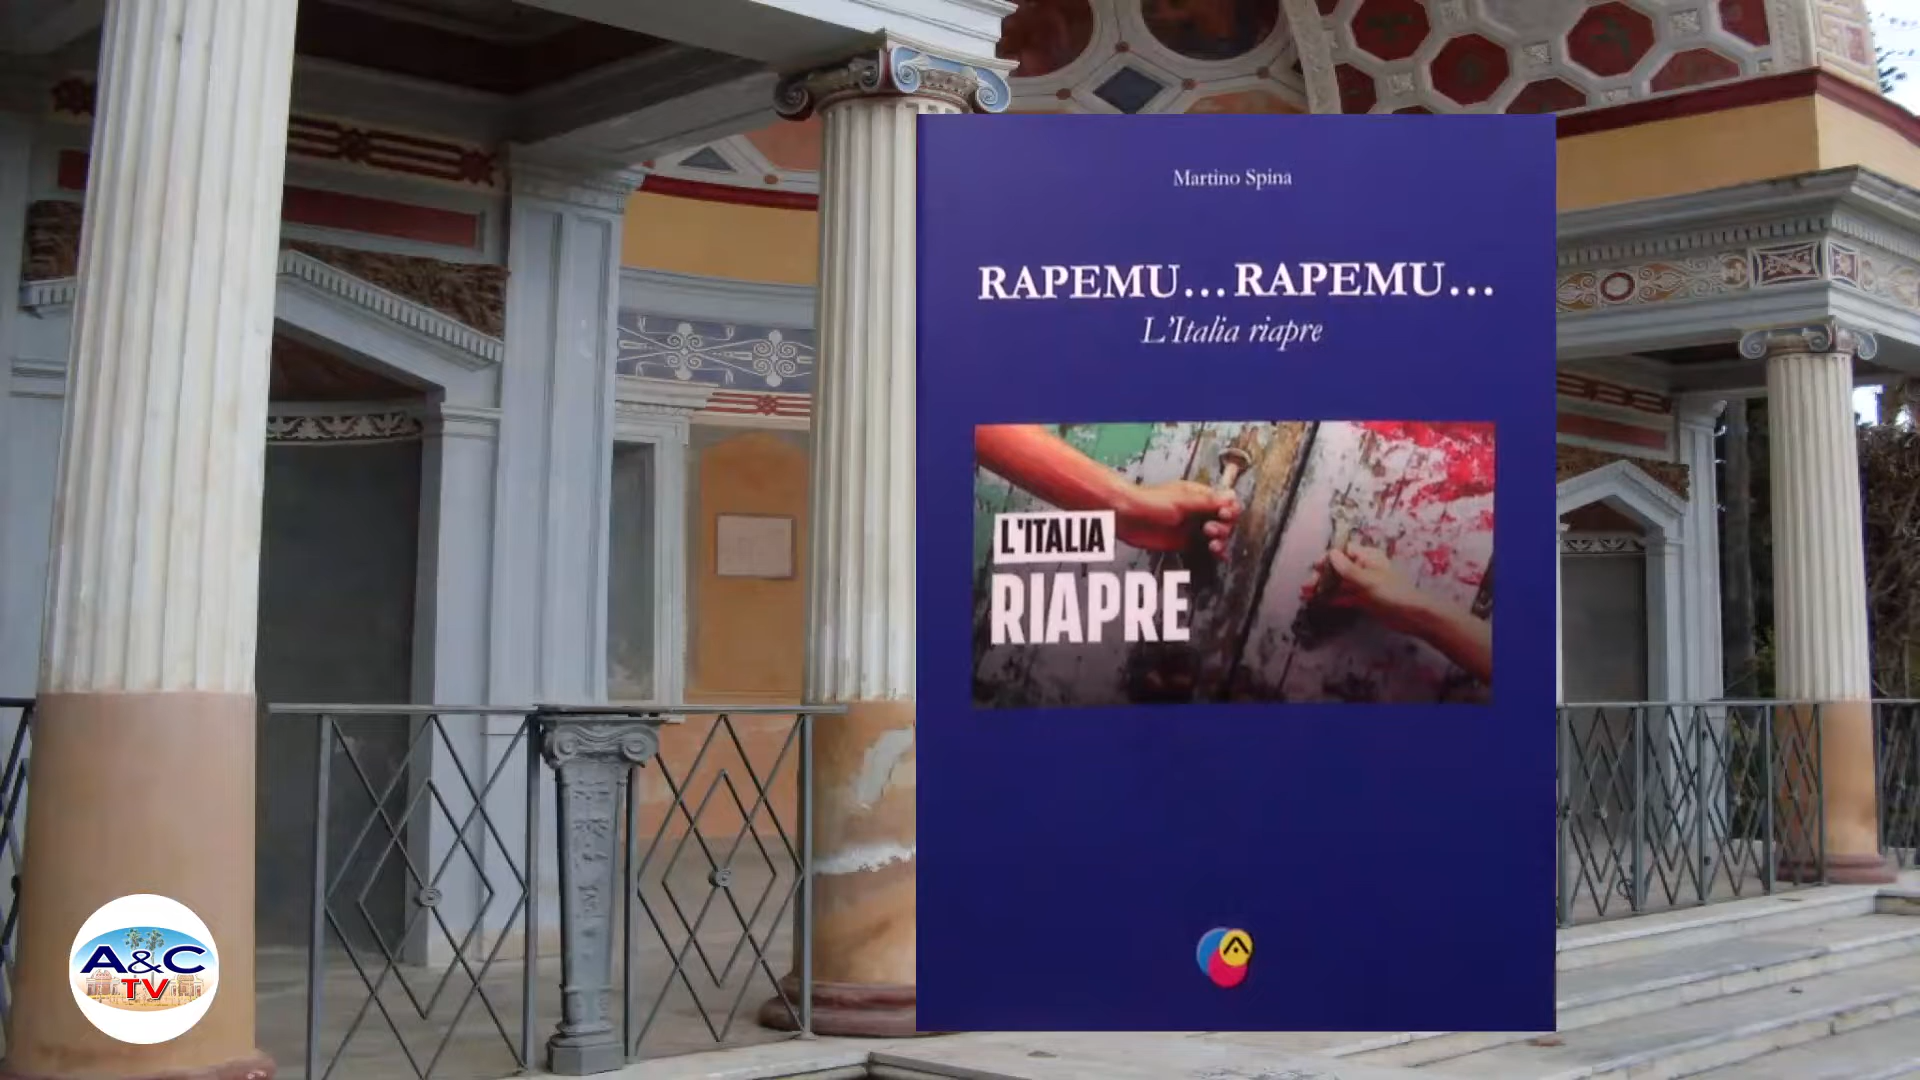 Martino Spina
RAPEMU... RAPEMU...
L'Italia riapre
L'ITALIA
RIAPRE
A&C
TV